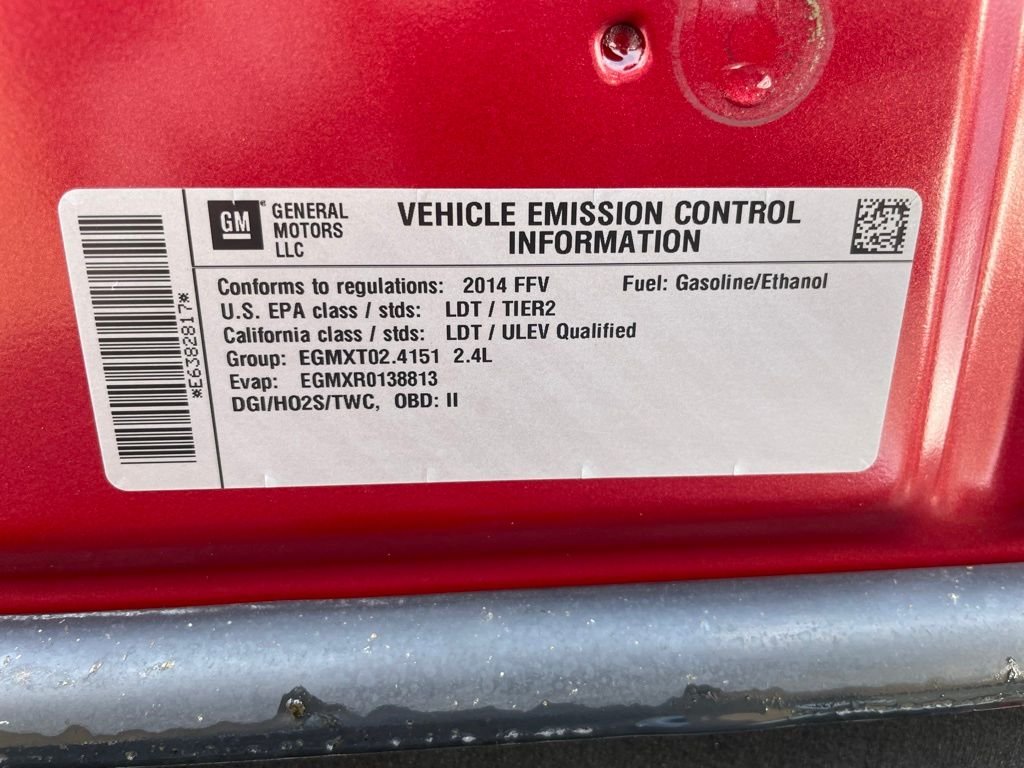 GM
GENERAL
MOTORS
LLC
VEHICLE EMISSION CONTROL
INFORMATION
Conforms to regulations: 2014 FFV Fuel: Gasoline/Ethanol
U.S. EPA class / stds: LDT / TIER2
California class / stds: LDT / ULEV Qualified
Group: EGMXT02.4151 2.4L
Evap: EGMXR0138813
DGI/HO2S/TWC, OBD: II
*E6382817*